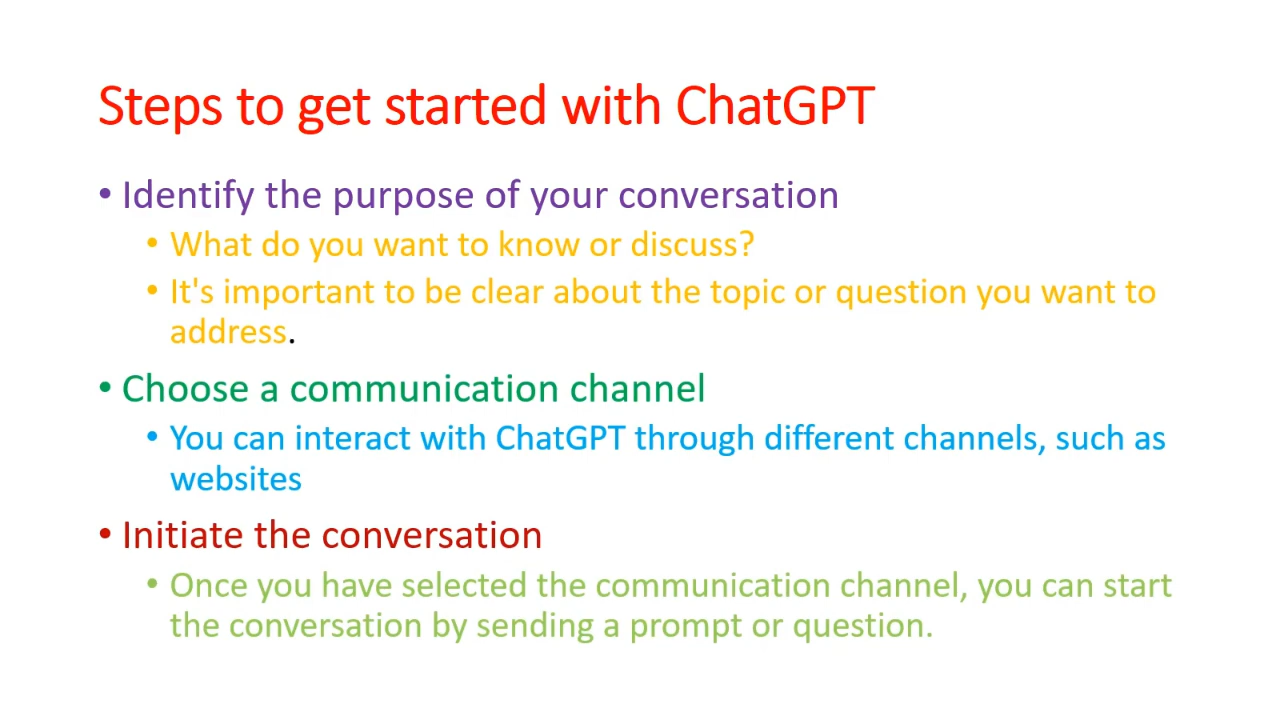 Steps to get started with ChatGPT
• Identify the purpose of your conversation
• What do you want to know or discuss?
• It's important to be clear about the topic or question you want to
address.
• Choose a communication channel
• You can interact with ChatGPT through different channels, such as
websites
• Initiate the conversation
• Once you have selected the communication channel, you can start
the conversation by sending a prompt or question.